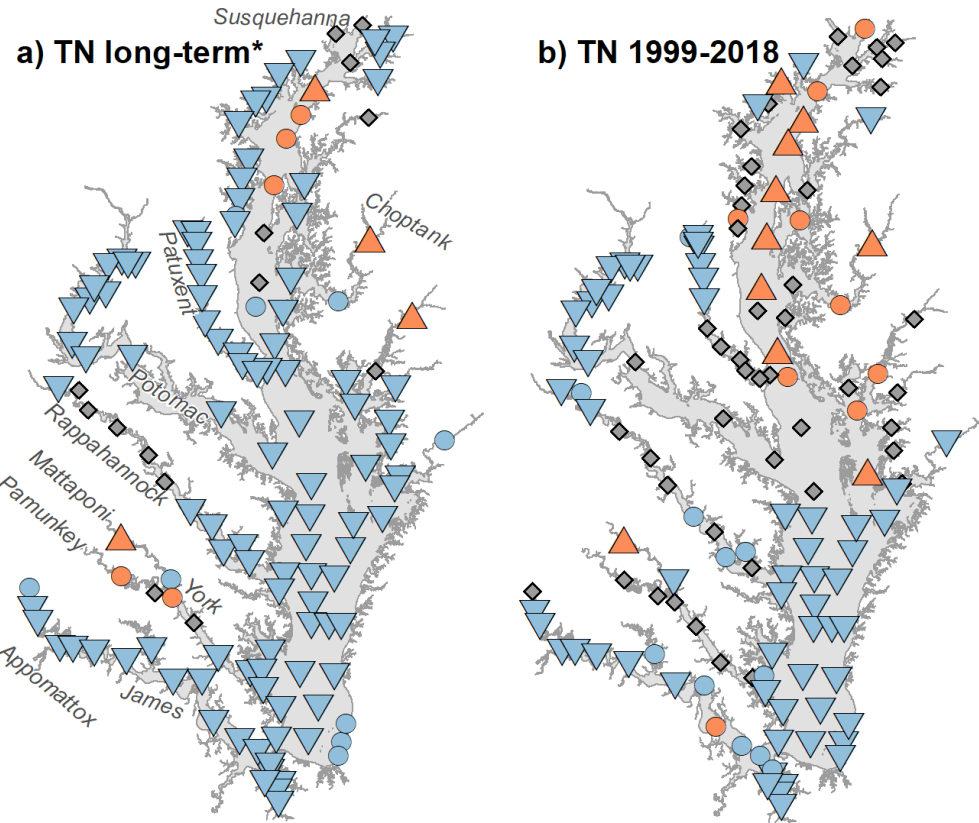 Susquehanna
a) TN long-term*
b) TN 1999-2018
Choptank
Patuxent
Potomac
Rappahannock
Mattaponi
Pamunkey
York
Appomattox
James